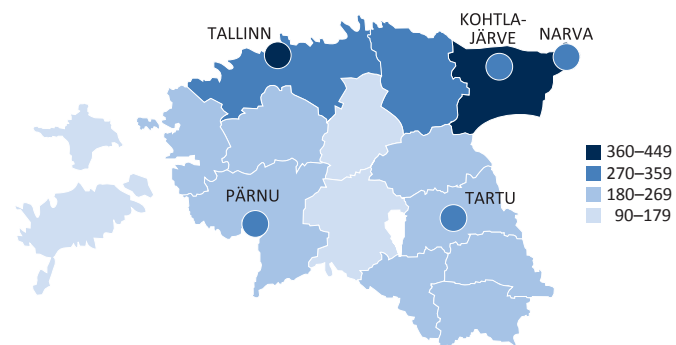 TALLINN
KOHTLA-
JÄRVE
NARVA
PÄRNU
TARTU
360–449
270–359
180–269
90–179